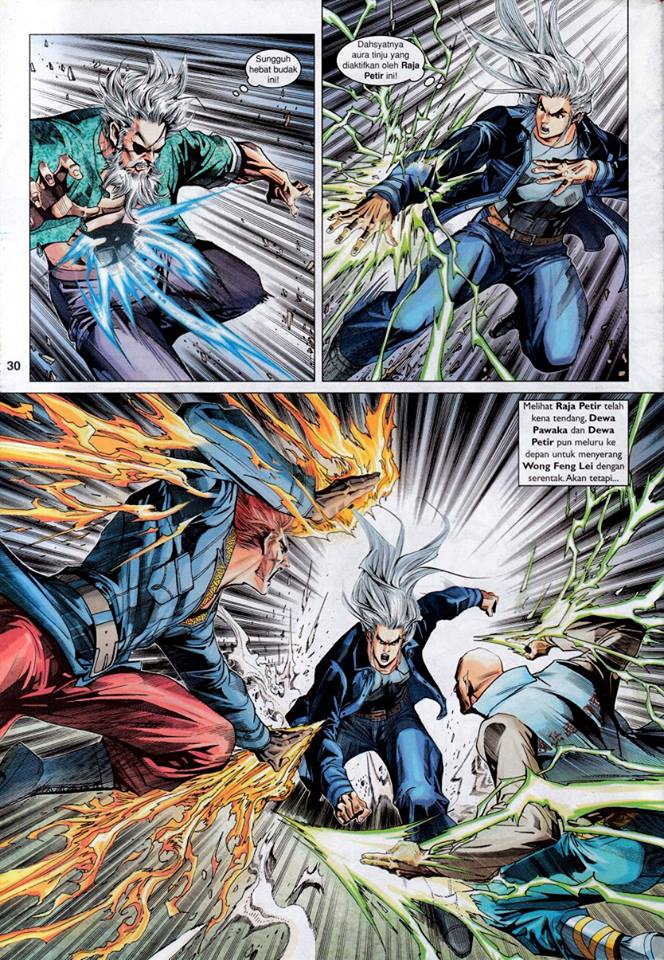 Sungguh
hebat budak
ini!
Dahsyatnya
aura tinju yang
diaktifkan oleh Raja
Petir ini!
30
Melihat Raja Petir telah
kena tendang, Dewa
Pawaka dan Dewa
Petir pun meluru ke
depan untuk menyerang
Wong Feng Lei dengan
serentak. Akan tetapi...